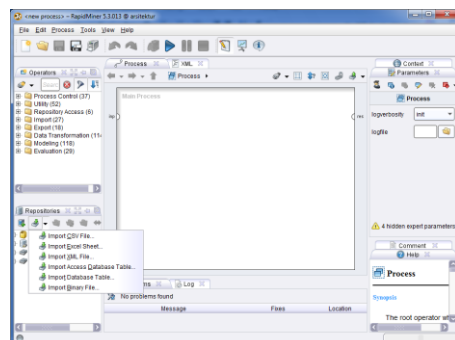 <new process> – RapidMiner 5.3.013 @ arsitektur
File Edit Process Tools View Help
Process
XML
Context
Operators
Parameters
Process
Main Process
Process
inp
res
Process Control (37)
Utility (52)
Repository Access (6)
Import (27)
Export (18)
Data Transformation (11
Modeling (118)
Evaluation (29)
logverbosity init
logfile
Repositories
Import CSV File...
Import Excel Sheet...
Import XML File...
Import Access Database Table...
Import Database Table...
Import Binary File...
4 hidden expert parameters
Comment
Help
Log
No problems found
Message Fixes Location
Process
Synopsis
The root operator